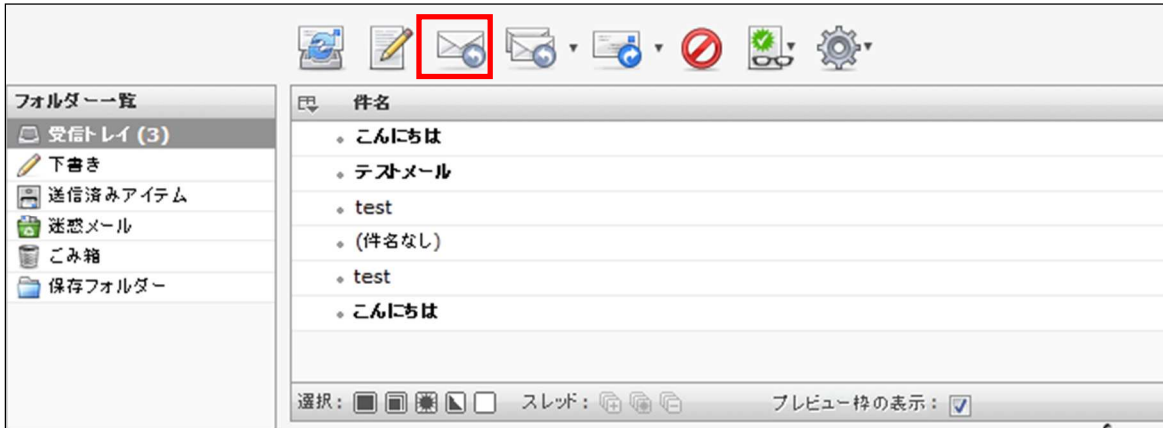 フォルダー一覧
件名
受信トレイ (3)
下書き
送信済みアイテム
迷惑メール
ごみ箱
保存フォルダー
こんにちは
テストメール
test
(件名なし)
test
こんにちは
選択: スレッド: プレビュー枠の表示: